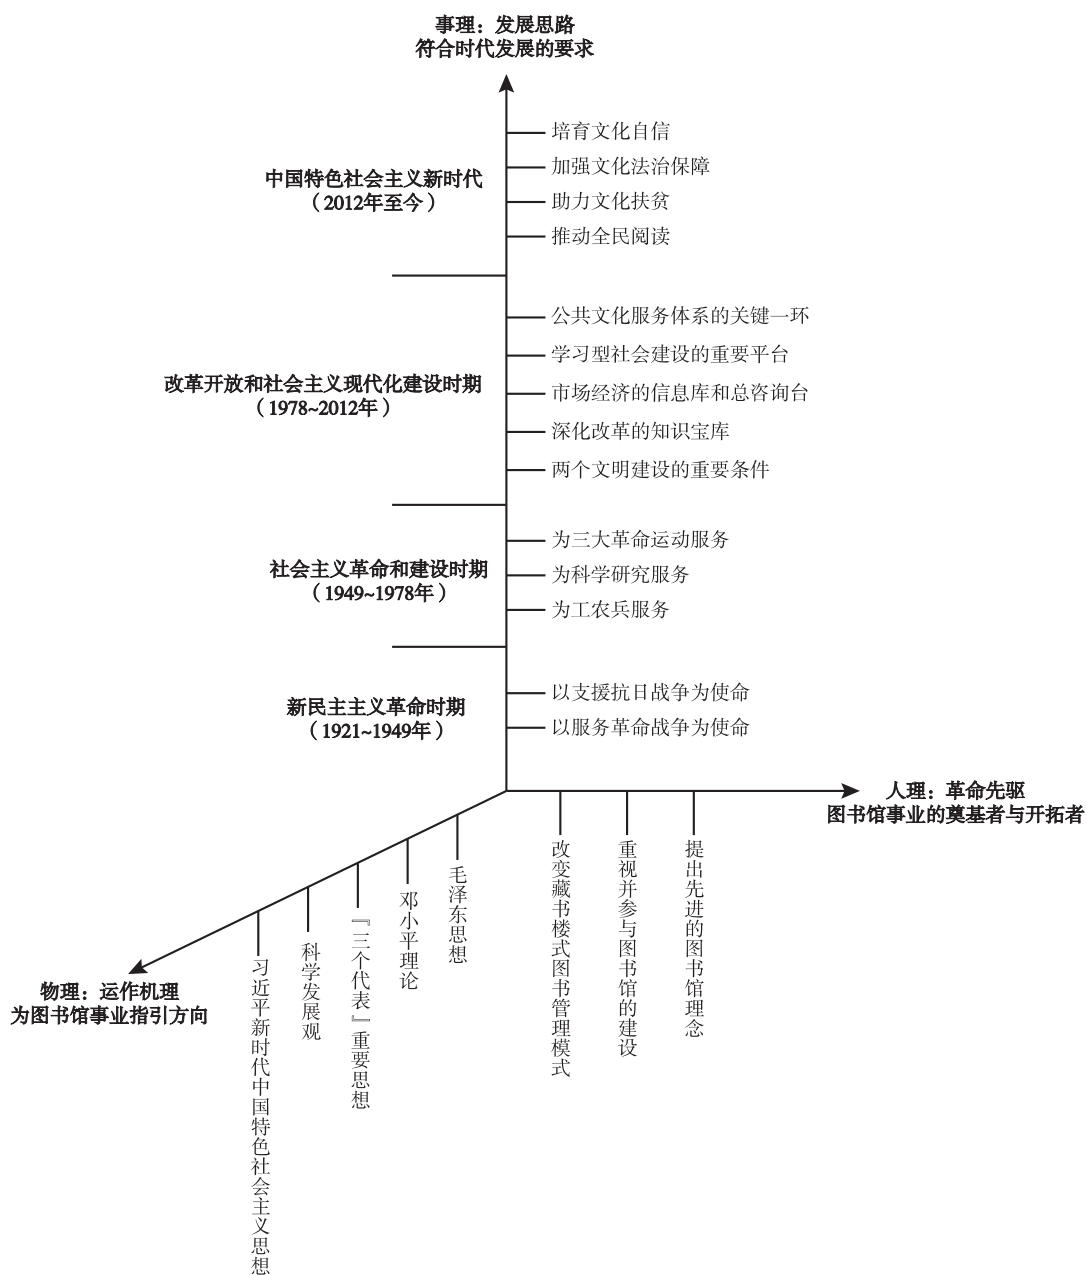 事理：发展思路
符合时代发展的要求
培育文化自信
加强文化法治保障
中国特色社会主义新时代
（2012年至今）
助力文化扶贫
推动全民阅读
公共文化服务体系的关键一环
学习型社会建设的重要平台
改革开放和社会主义现代化建设时期
（1978~2012年）
市场经济的信息库和总咨询台
深化改革的知识宝库
两个文明建设的重要条件
为三大革命运动服务
社会主义革命和建设时期
（1949~1978年）
为科学研究服务
为工农兵服务
以支援抗日战争为使命
新民主主义革命时期
（1921~1949年）
以服务革命战争为使命
人理：革命先驱
图书馆事业的奠基者与开拓者
改变藏书楼式图书管理模式
重视并参与图书馆的建设
提出先进的图书馆理念
毛泽东思想
邓小平理论
『三个代表』重要思想
科学发展观
习近平新时代中国特色社会主义思想
物理：运作机理
为图书馆事业指引方向